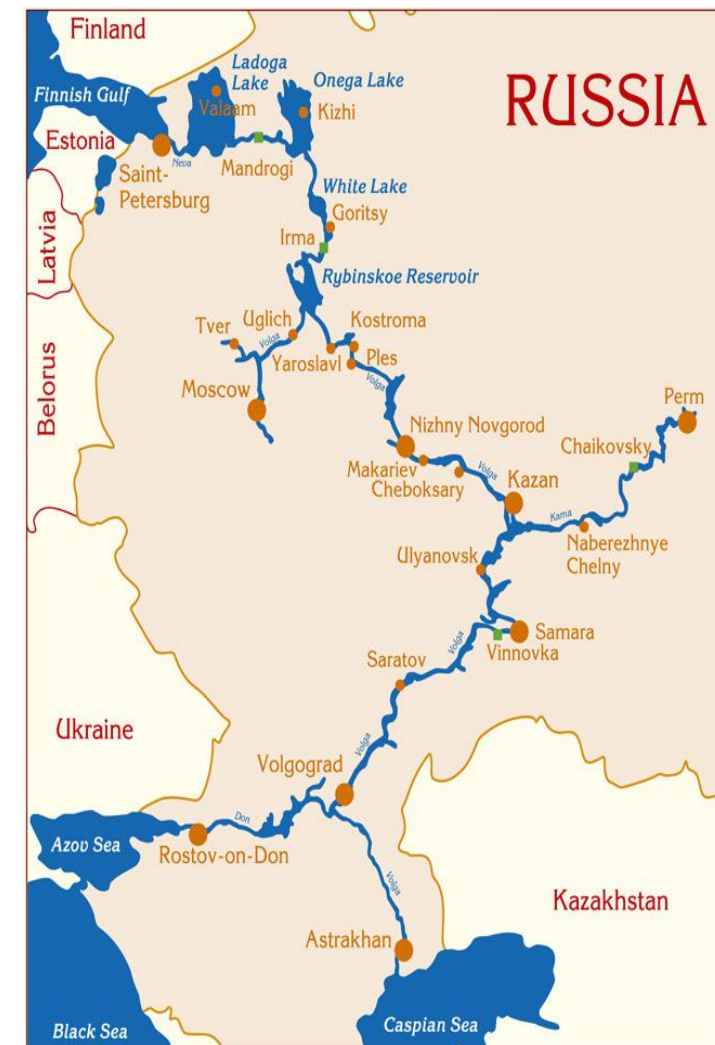 Finland
Ladoga
Lake
Onega Lake
RUSSIA
Finnish Gulf
Valaam
Kizhi
Estonia
Neva
Mandrogi
Saint-
Petersburg
White Lake
Goritsy
Latvia
Irma
Rybinskoe Reservoir
Uglich
Kostroma
Tver
Volga
Yaroslavl
Ples
Volga
Belorus
Moscow
Perm
Nizhny Novgorod
Chaikovsky
Makariev
Volga
Cheboksary
Kazan
Kama
Naberezhnye
Chelny
Ulyanovsk
Samara
Volga
Vinnovka
Saratov
Ukraine
Volga
Volgograd
Don
Azov Sea
Rostov-on-Don
Volga
Kazakhstan
Astrakhan
Black Sea
Caspian Sea